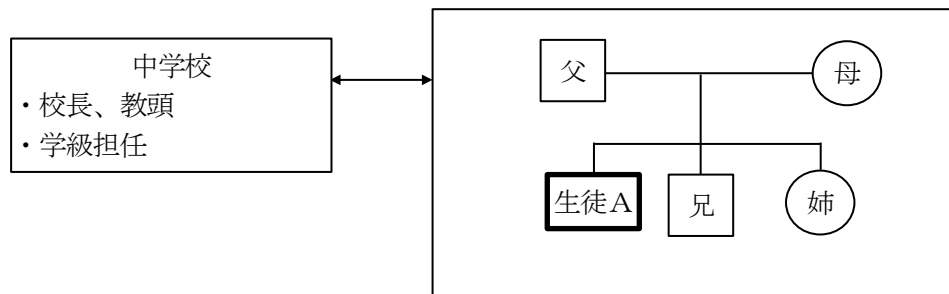 中学校
・校長、教頭
・学級担任
父
母
生徒A
兄
姉